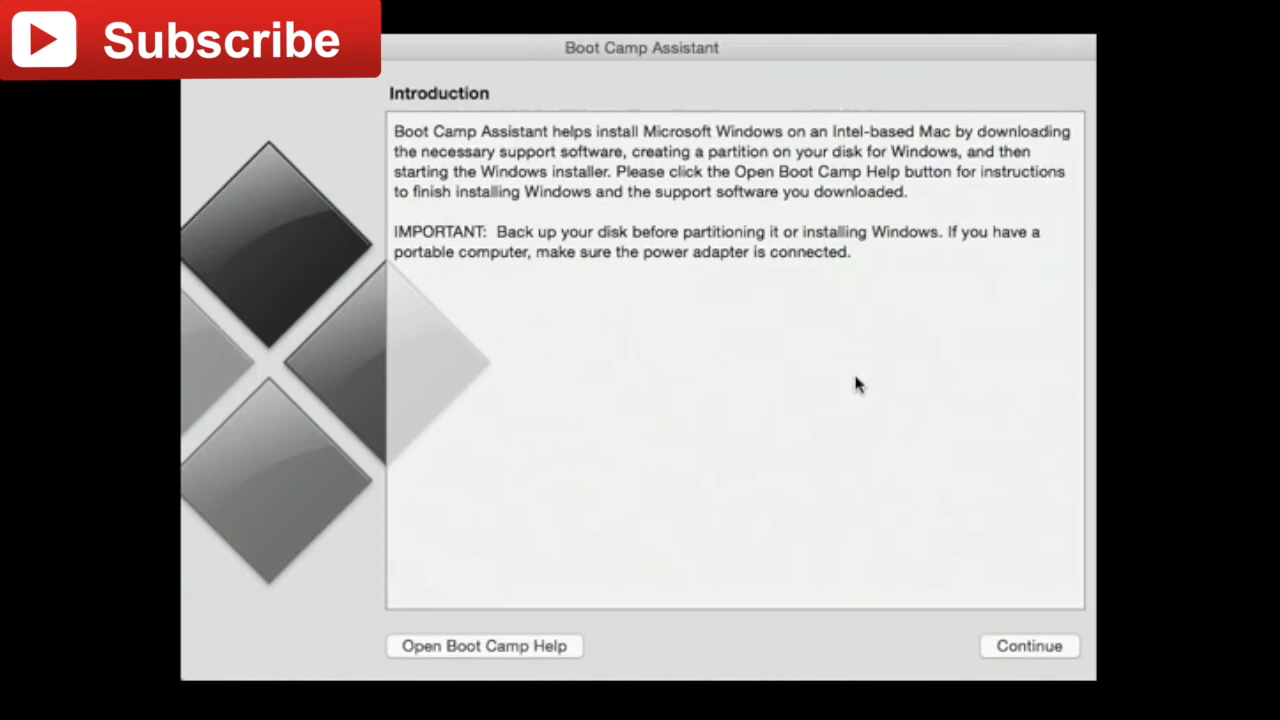 Subscribe
Boot Camp Assistant
Introduction
Boot Camp Assistant helps install Microsoft Windows on an Intel-based Mac by downloading
the necessary support software, creating a partition on your disk for Windows, and then
starting the Windows installer. Please click the Open Boot Camp Help button for instructions
to finish installing Windows and the support software you downloaded.
IMPORTANT: Back up your disk before partitioning it or installing Windows. If you have a
portable computer, make sure the power adapter is connected.
Open Boot Camp Help
Continue